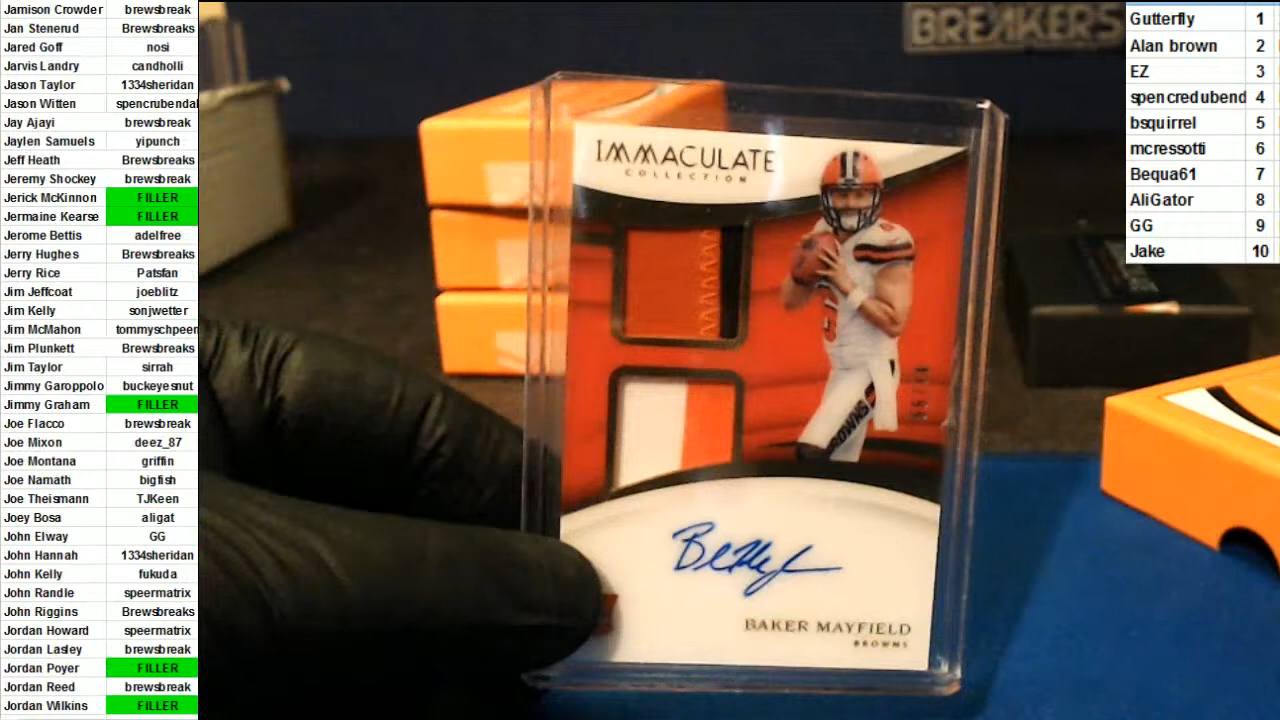 Jamison Crowder brewsbreak
Jan Stenerud Brewsbreaks
Jared Goff nosi
Jarvis Landry candholli
Jason Taylor 1334sheridan
Jason Witten spencrubendal
Jay Ajayi brewsbreak
Jaylen Samuels yipunch
Jeff Heath Brewsbreaks
Jeremy Shockey brewsbreak
Jerick McKinnon FILLER
Jermaine Kearse FILLER
Jerome Bettis adelfree
Jerry Hughes Brewsbreaks
Jerry Rice Patsfan
Jim Jeffcoat joeblitz
Jim Kelly sonjwetter
Jim McMahon tommyschpeen
Jim Plunkett Brewsbreaks
Jim Taylor sirrah
Jimmy Garoppolo buckeyesnut
Jimmy Graham FILLER
Joe Flacco brewsbreak
Joe Mixon deez_87
Joe Montana griffin
Joe Namath bigfish
Joe Theismann TJKeen
Joey Bosa aligat
John Elway GG
John Hannah 1334sheridan
John Kelly fukuda
John Randle speermatrix
John Riggins Brewsbreaks
Jordan Howard speermatrix
Jordan Lasley brewsbreak
Jordan Poyer FILLER
Jordan Reed brewsbreak
Jordan Wilkins FILLER
BREAKERS
IMMACULATE
COLLECTION
BROWNS
BAKER MAYFIELD
BROWNS
Gutterfly 1
Alan brown 2
EZ 3
spencredubend 4
bsquirrel 5
mcressotti 6
Bequa61 7
AliGator 8
GG 9
Jake 10